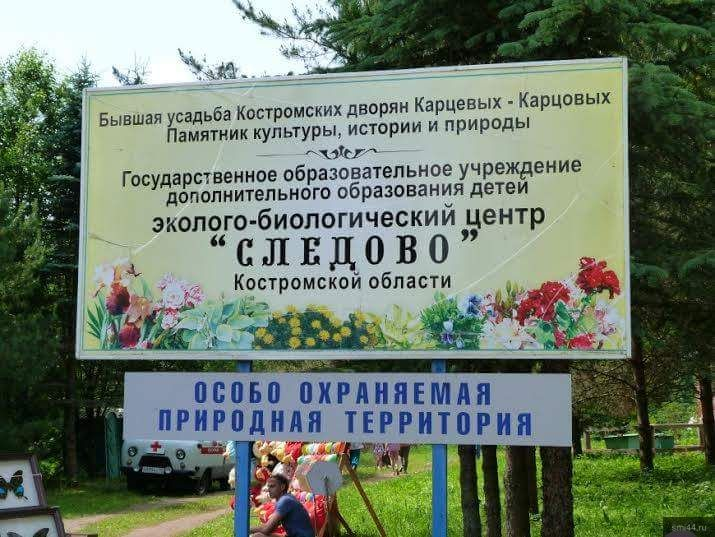 Бывшая усадьба Костромских дворян Карцевых - Карцовых
Памятник культуры, истории и природы
Государственное образовательное учреждение
дополнительного образования детей
эколого-биологический центр
“СЛЕДОВО”
Костромской области
ОСОБО ОХРАНЯЕМАЯ
ПРИРОДНАЯ ТЕРРИТОРИЯ
smi44.ru